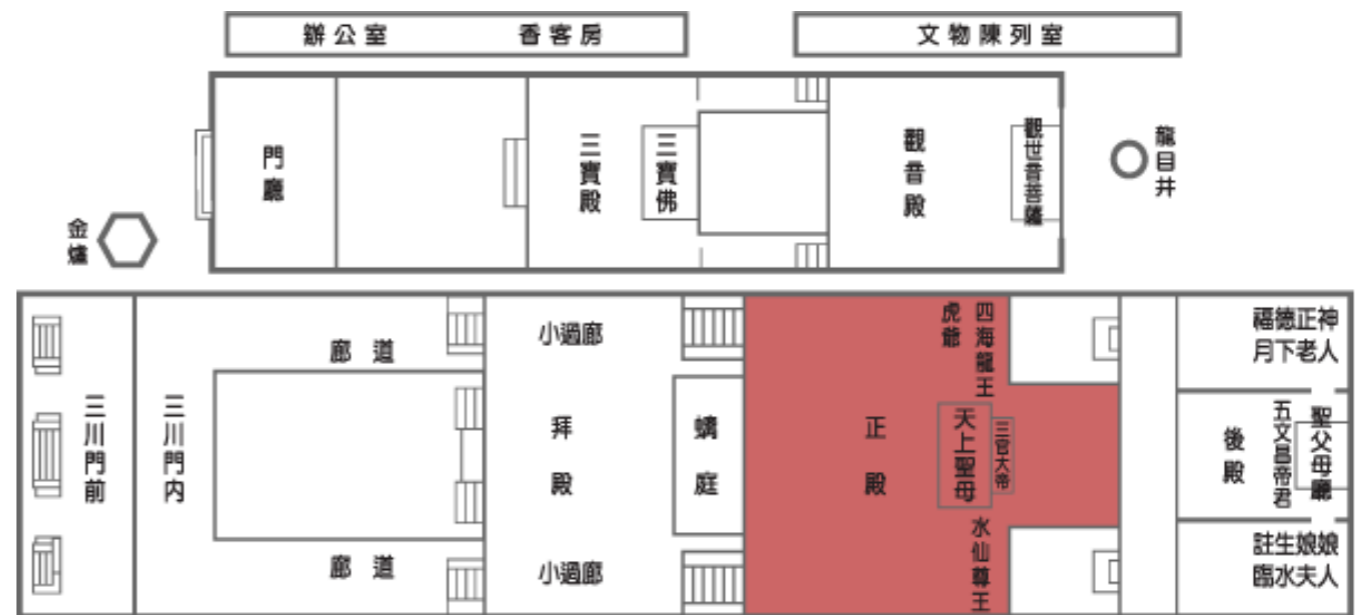 辦公室
香客房
文物陳列室
門廳
三寶殿
三寶佛
觀音殿
觀世音菩薩
龍目井
金爐
三川門前
三川門內
廊道
廊道
小過廊
拜殿
小過廊
螭庭
正殿
虎爺
四海龍王
天上聖母
三官大帝
水仙尊王
福德正神
月下老人
後殿
五文昌帝君
聖父母廳
註生娘娘
臨水夫人